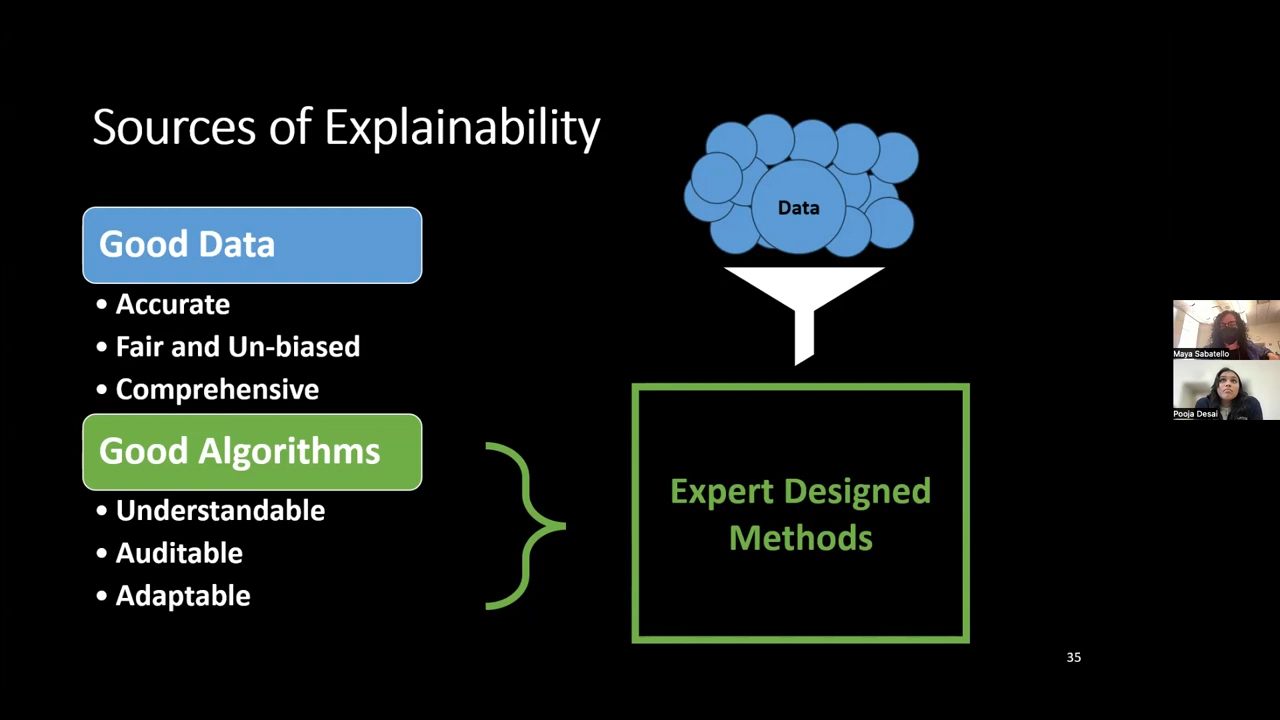 Sources of Explainability
Good Data
• Accurate
• Fair and Un-biased
• Comprehensive
Good Algorithms
• Understandable
• Auditable
• Adaptable
Data
Expert Designed
Methods
35
Maya Sabatello
Pooja Desai